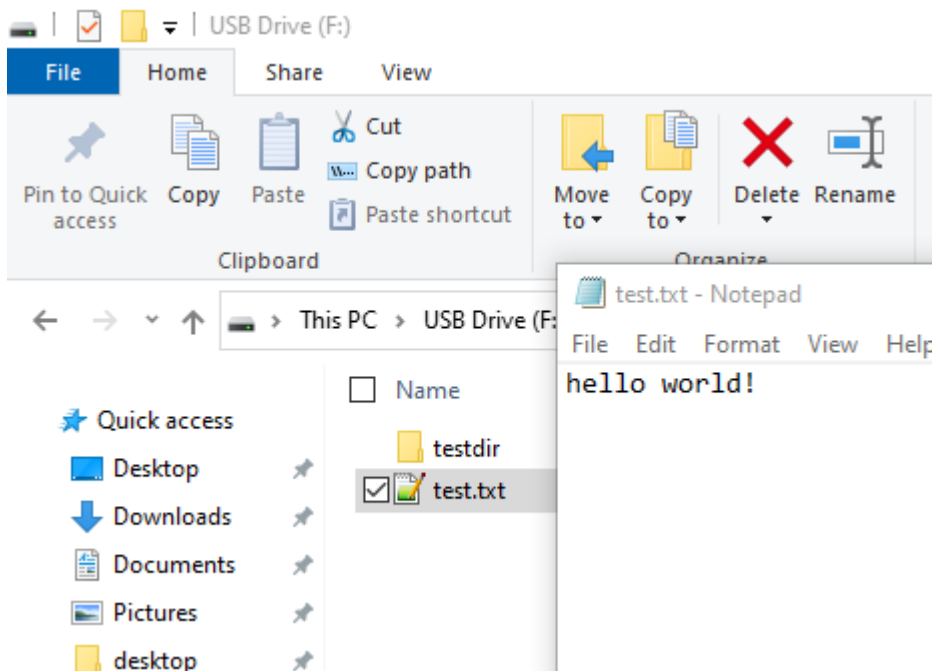 USB Drive (F:)
File Home Share View
Pin to Quick access
Copy
Paste
Cut
Copy path
Paste shortcut
Move to
Copy to
Delete
Rename
Clipboard
Organize
This PC > USB Drive (F:
test.txt - Notepad
File Edit Format View Help
hello world!
Name
Quick access
Desktop
Downloads
Documents
Pictures
desktop
testdir
test.txt